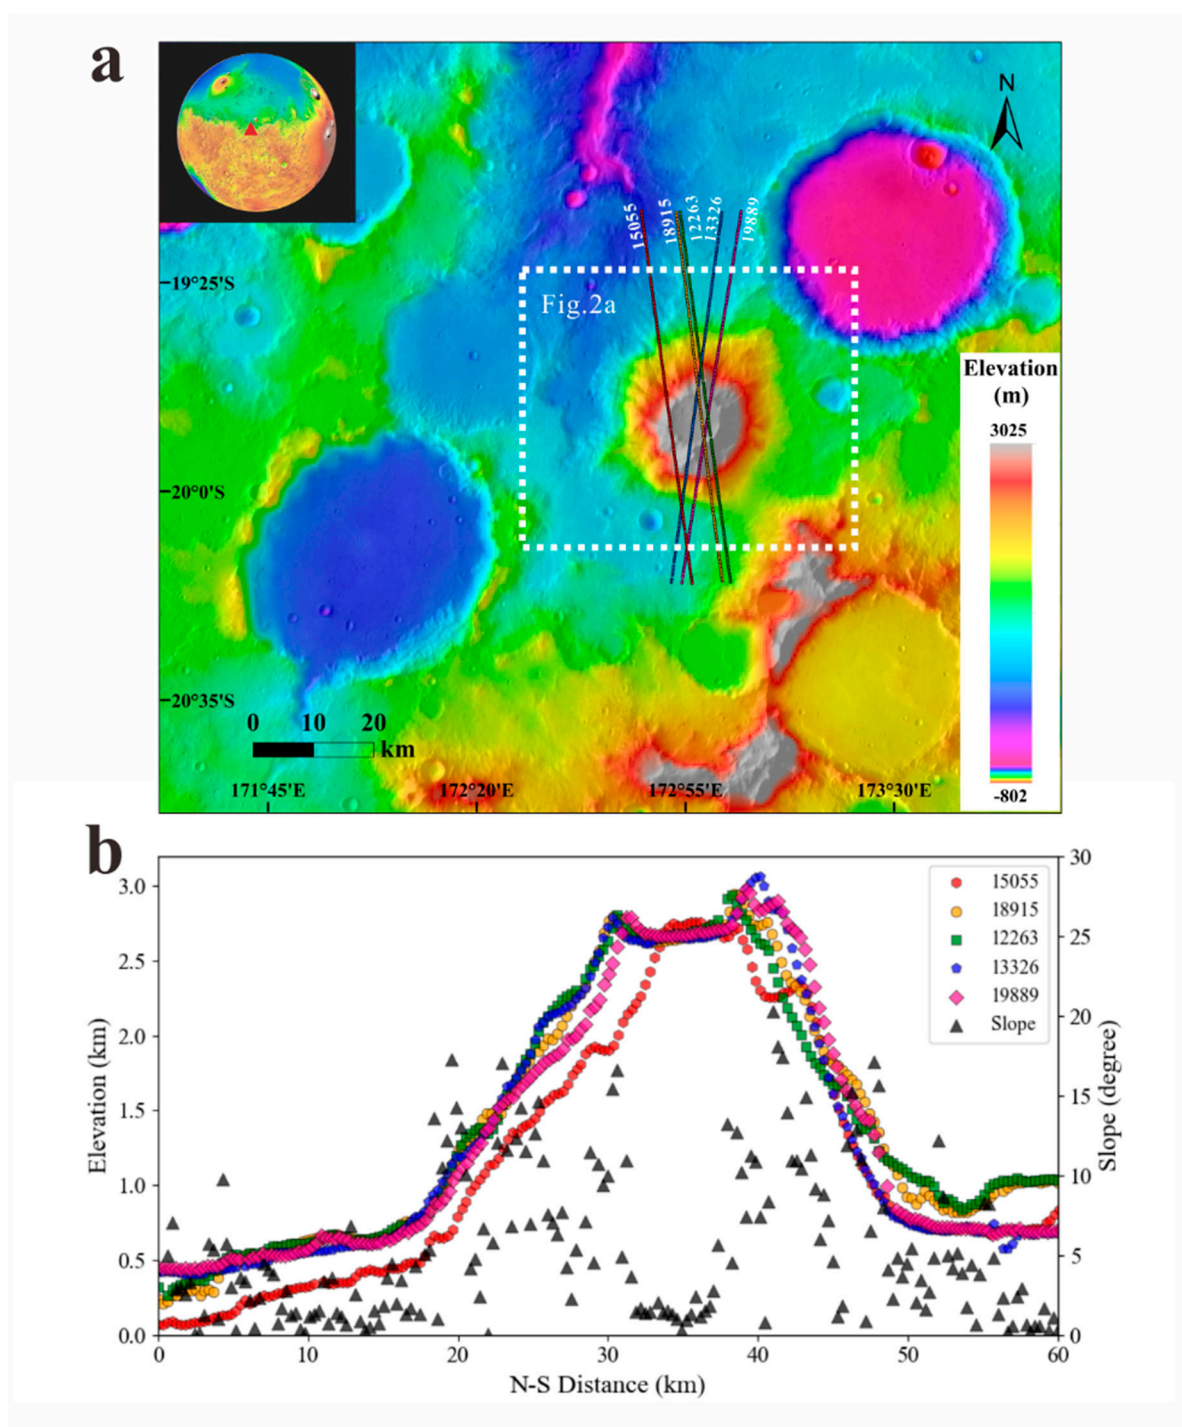 a
N
15055
18915
12263
13326
19889
19°25'S
Fig.2a
Elevation
(m)
3025
20°0'S
20°35'S
0 10 20
km
171°45'E 172°20'E 172°55'E 173°30'E
-802
b
3.0
2.5
2.0
1.5
1.0
0.5
0.0
Elevation (km)
30
25
20
15
10
5
0
Slope (degree)
15055
18915
12263
13326
19889
Slope
0 10 20 30 40 50 60
N-S Distance (km)